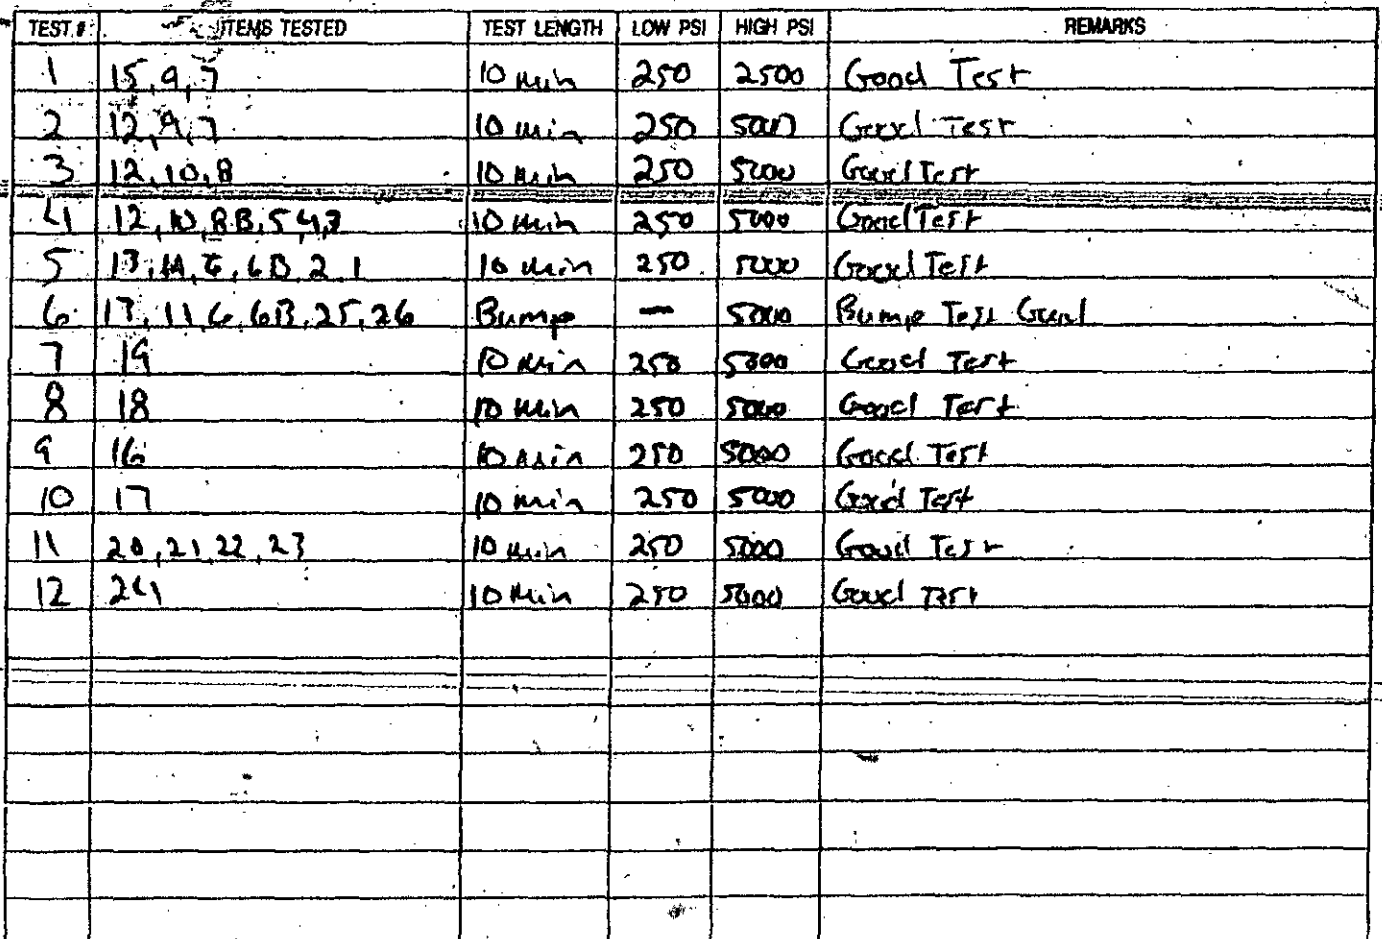 TEST # ITEMS TESTED TEST LENGTH LOW PSI HIGH PSI REMARKS
1 15, 9, 7 10 min 250 2500 Good Test
2 12, 9, 7 10 min 250 5000 Good Test
3 12, 10, 8 10 min 250 5000 Good Test
4 12, 10, 8B, 5 4, 3 10 min 250 5000 Good Test
5 13, 6B, 2, 1 10 min 250 5000 Good Test
6 13, 11, 6, 6B, 25, 26 Bump — 5000 Bump Test Good
7 19 10 min 250 5000 Good Test
8 18 10 min 250 5000 Good Test
9 16 10 min 250 5000 Good Test
10 17 10 min 250 5000 Good Test
11 20, 21, 22, 23 10 min 250 5000 Good Test
12 24 10 min 250 5000 Good Test